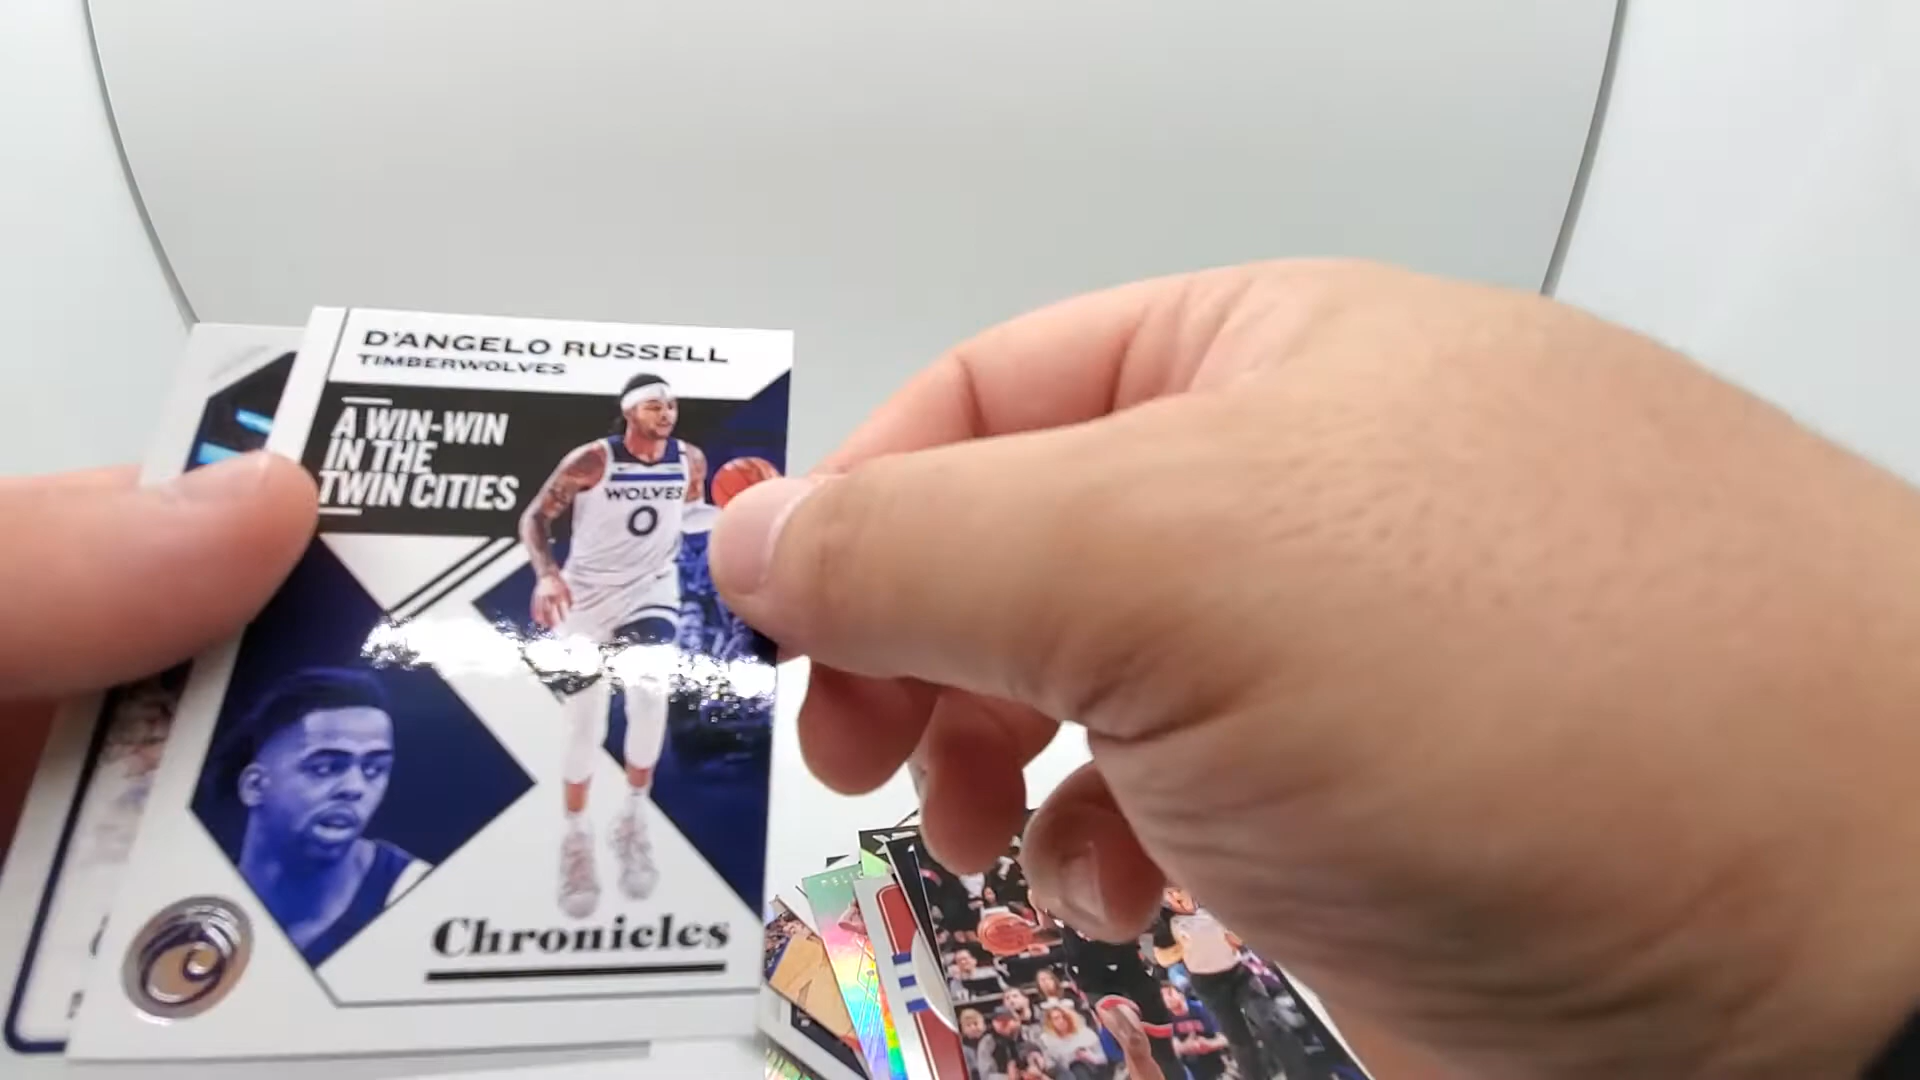 D'ANGELO RUSSELL
TIMBERWOLVES
A WIN-WIN
IN THE
TWIN CITIES
WOLVES
0
Chronicles